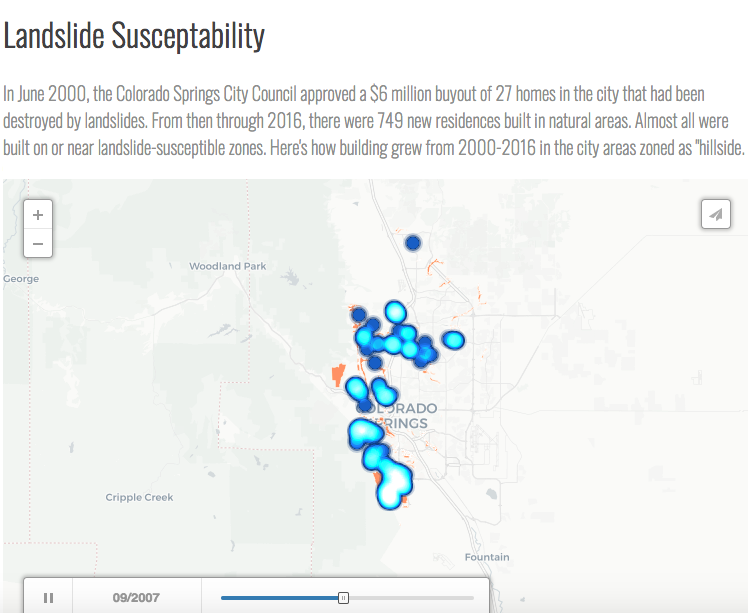 Landslide Susceptability
In June 2000, the Colorado Springs City Council approved a $6 million buyout of 27 homes in the city that had been
destroyed by landslides. From then through 2016, there were 749 new residences built in natural areas. Almost all were
built on or near landslide-susceptible zones. Here's how building grew from 2000-2016 in the city areas zoned as "hillside.
+
−
Woodland Park
George
COLORADO
SPRINGS
Cripple Creek
Fountain
09/2007